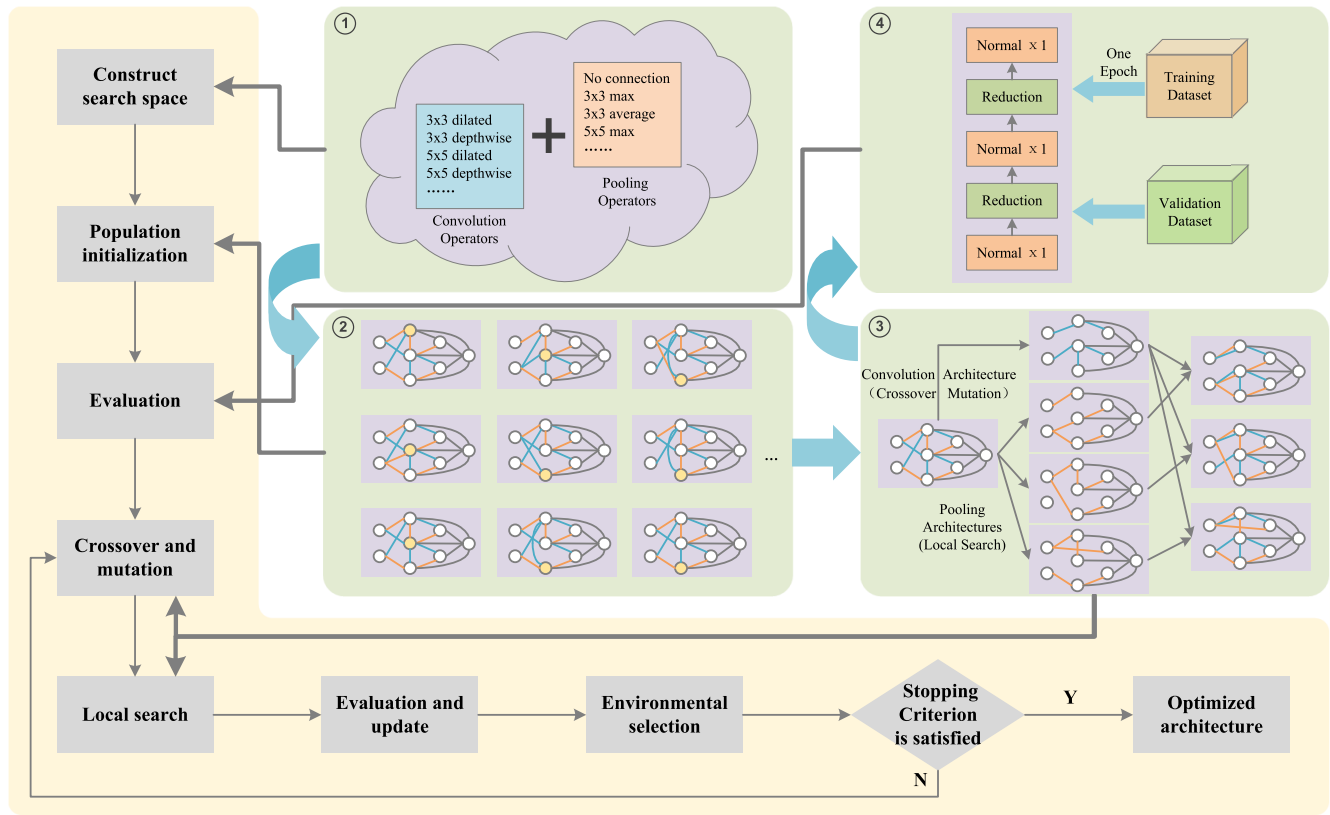 Construct
search space
Population
initialization
Evaluation
Crossover and
mutation
Local search
Evaluation and
update
Environmental
selection
Stopping
Criterion
is satisfied
Y
N
Optimized
architecture
①
3x3 dilated
3x3 depthwise
5x5 dilated
5x5 depthwise
······
Convolution
Operators
+
No connection
3x3 max
3x3 average
5x5 max
······
Pooling
Operators
②
...
③
Convolution Architecture
(Crossover Mutation)
Pooling
Architectures
(Local Search)
④
Normal x 1
Reduction
Normal x 1
Reduction
Normal x 1
One
Epoch
Training
Dataset
Validation
Dataset